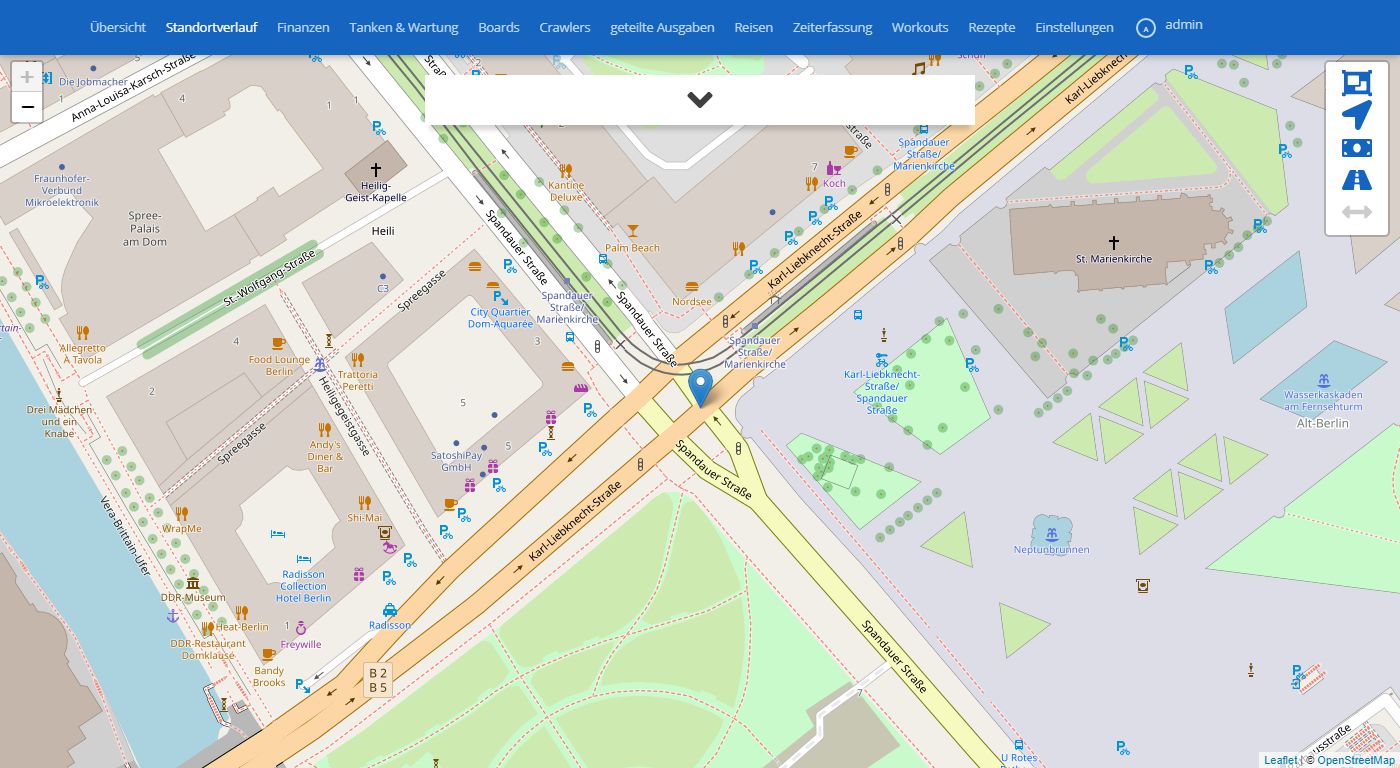 Übersicht
Standortverlauf
Finanzen
Tanken & Wartung
Boards
Crawlers
geteilte Ausgaben
Reisen
Zeiterfassung
Workouts
Rezepte
Einstellungen
A
admin
+
−
Die Jobmacher
Anna-Louisa-Karsch-Straße
4
1
1
1
Fraunhofer-
Verbund
Mikroelektronik
Spree-
Palais
am Dom
Heilig-
Geist-Kapelle
Heili
St.-Wolfgang-Straße
Spandauer Straße
Kantine
Deluxe
Palm Beach
Nordsee
7
Koch
Spandauer
Straße/
Marienkirche
Karl-Liebknecht-Straße
Karl-Liebknech
St. Marienkirche
C3
Spreegasse
City Quartier
Dom-Aquarée
Spandauer
Straße/
Marienkirche
Spandauer Straße
Spandauer
Straße/
Marienkirche
3
Allegretto
À Tavola
4
Food Lounge
Berlin
Trattoria
Peretti
2
Drei Mädchen
und ein
Knabe
Heiligegeistgasse
5
5
Karl-Liebknecht-
Straße/
Spandauer
Straße
Wasserkaskaden
am Fernsehturm
Alt-Berlin
Spreegasse
Andy's
Diner &
Bar
SatoshiPay
GmbH
Spandauer Straße
Vera-Brittain-Ufer
WrapMe
Shi-Mai
Karl-Liebknecht-Straße
Neptunbrunnen
Radisson
Collection
Hotel Berlin
DDR-Museum
Radisson
Heat-Berlin
DDR-Restaurant
Domklause
1
Freywille
Bandy
Brooks
B 2
B 5
Spandauer Straße
7
U Rotes
usstraße
Leaflet | © OpenStreetMap